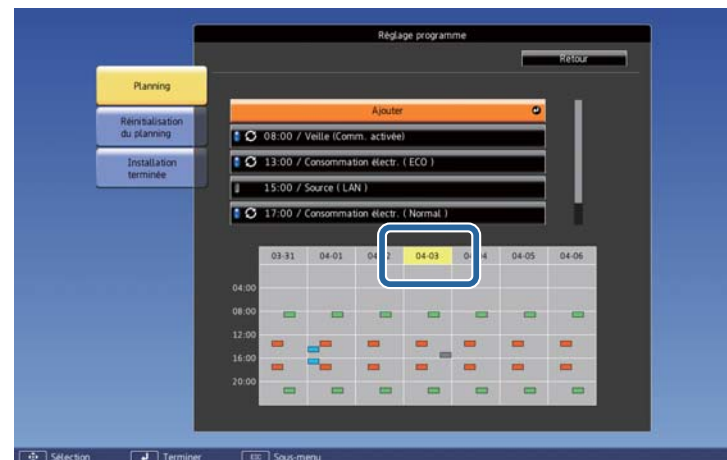 Réglage programme
Retour
Planning
Réinitialisation
du planning
Installation
terminée
Ajouter
08:00 / Veille (Comm. activée)
13:00 / Consommation électr. ( ECO )
15:00 / Source ( LAN )
17:00 / Consommation électr. ( Normal )
03-31 04-01 04-03 04-05 04-06
04:00
08:00
12:00
16:00
20:00
Sélection Terminer Esc Sous-menu